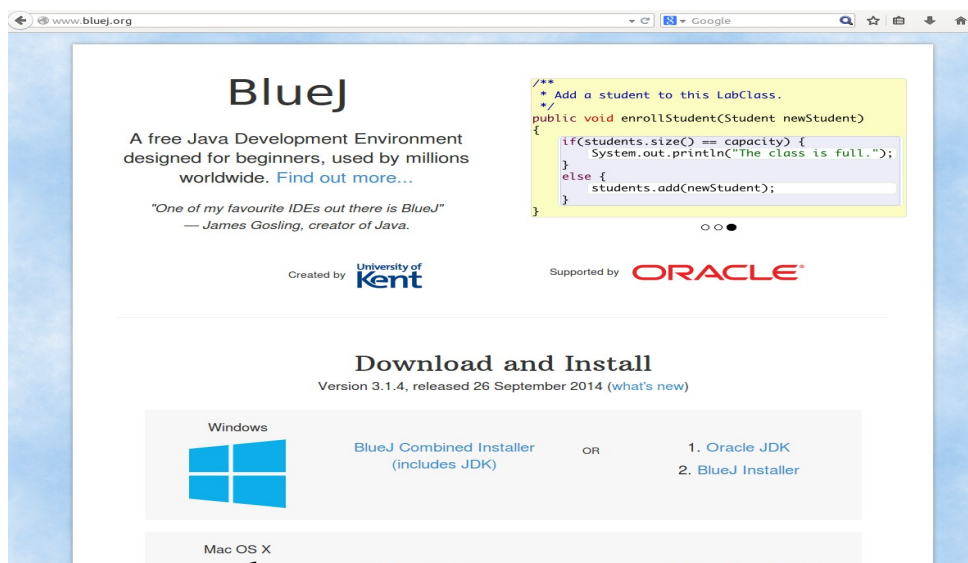 www.bluej.org
Google
BlueJ
A free Java Development Environment
designed for beginners, used by millions
worldwide. Find out more...
"One of my favourite IDEs out there is BlueJ"
— James Gosling, creator of Java.
/**
 * Add a student to this LabClass.
 */
public void enrollStudent(Student newStudent)
{
    if(students.size() == capacity) {
        System.out.println("The class is full.");
    }
    else {
        students.add(newStudent);
    }
}
Created by University of Kent
Supported by ORACLE
Download and Install
Version 3.1.4, released 26 September 2014 (what's new)
Windows
BlueJ Combined Installer
(includes JDK)
OR
1. Oracle JDK
2. BlueJ Installer
Mac OS X